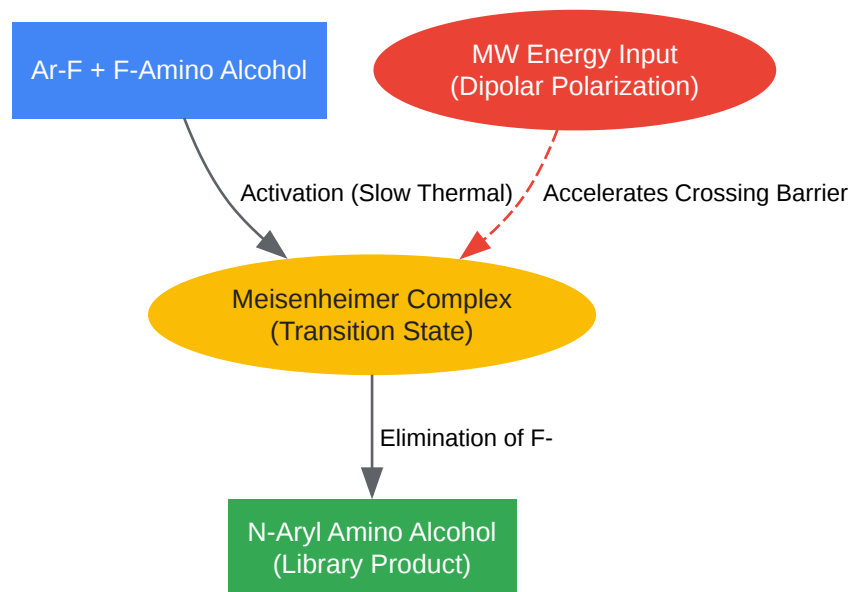 Ar-F + F-Amino Alcohol
MW Energy Input
(Dipolar Polarization)
Activation (Slow Thermal)
Accelerates Crossing Barrier
Meisenheimer Complex
(Transition State)
Elimination of F-
N-Aryl Amino Alcohol
(Library Product)